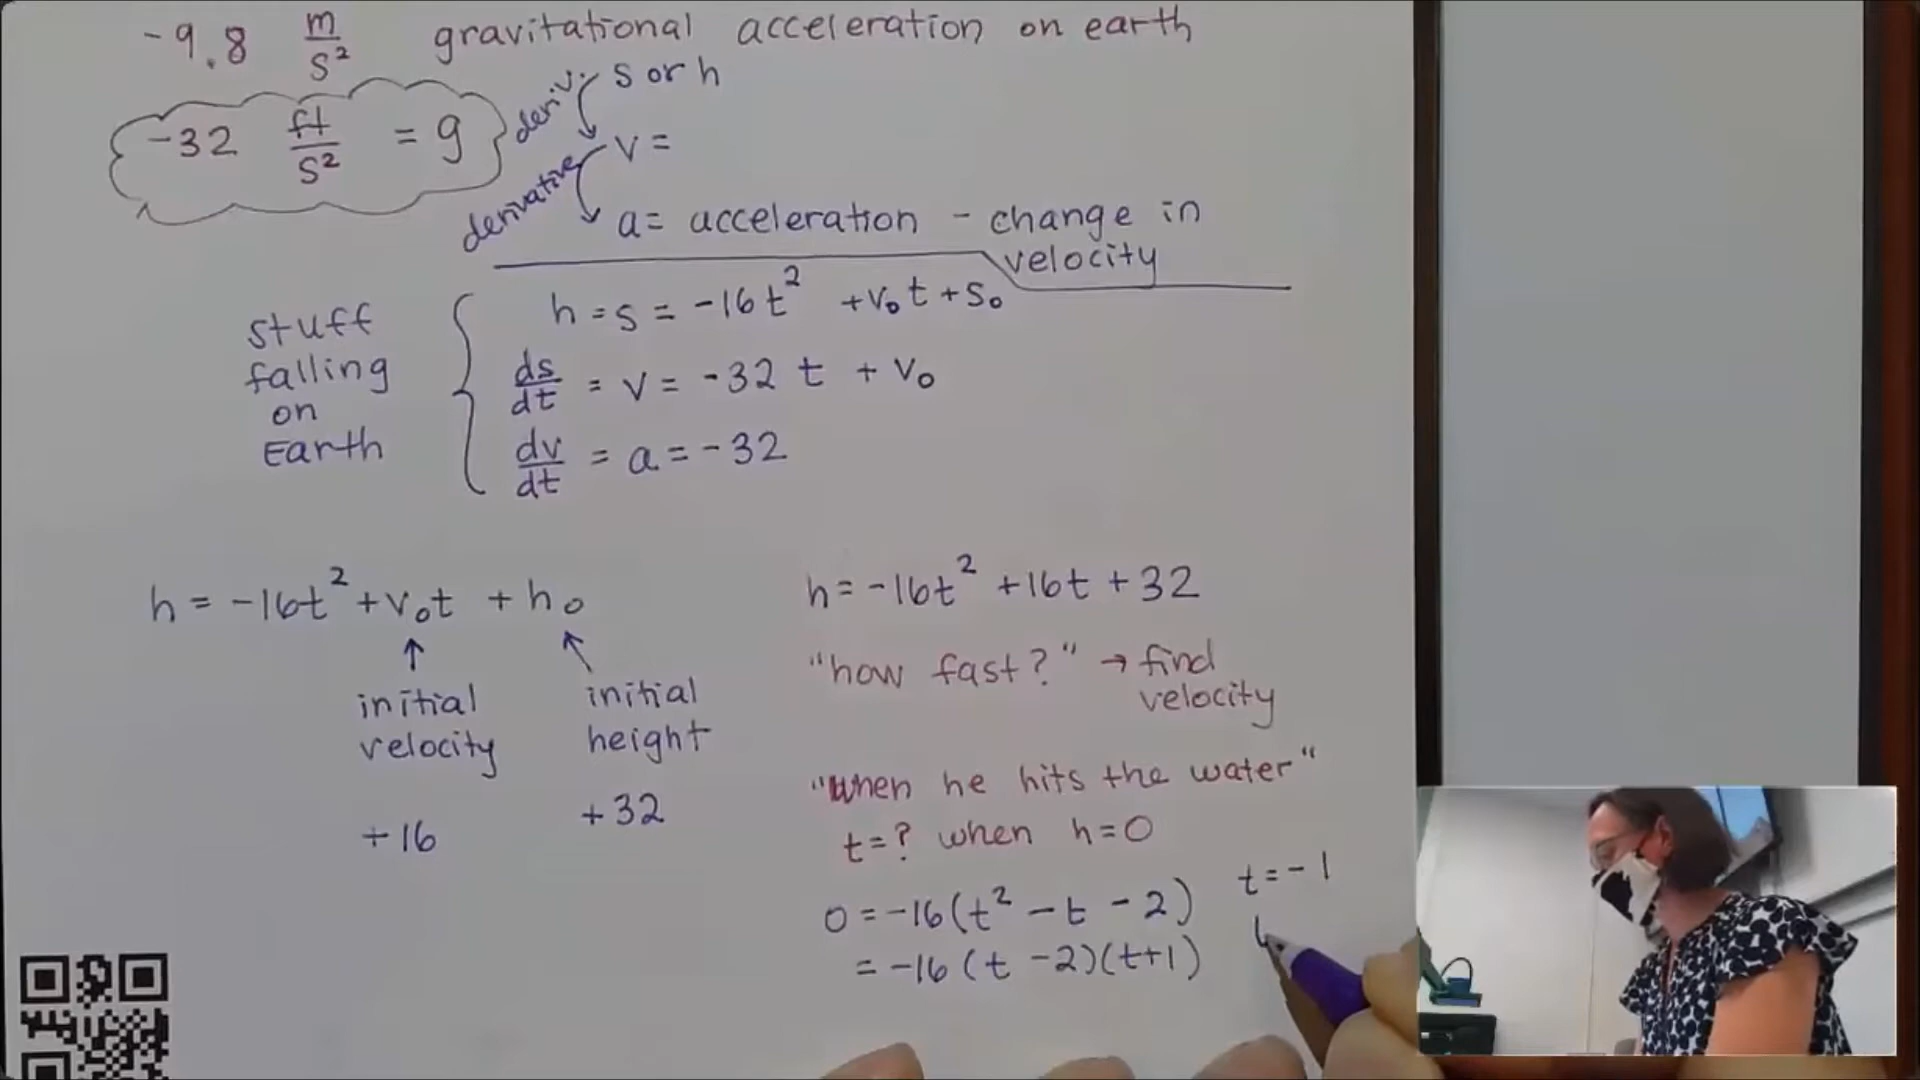 -9.8 m/s² gravitational acceleration on earth
-32 ft/s² = g
deriv. s or h
v =
derivative
a = acceleration - change in
velocity
stuff
falling
on
Earth
h = s = -16t² + v₀t + s₀
ds/dt = v = -32t + v₀
dv/dt = a = -32
h = -16t² + v₀t + h₀
↑
initial
velocity
+16
↖
initial
height
+32
h = -16t² + 16t + 32
"how fast?" → find
velocity
"when he hits the water"
t = ? when h = 0
0 = -16(t² - t - 2)
= -16(t - 2)(t+1)
t = -1